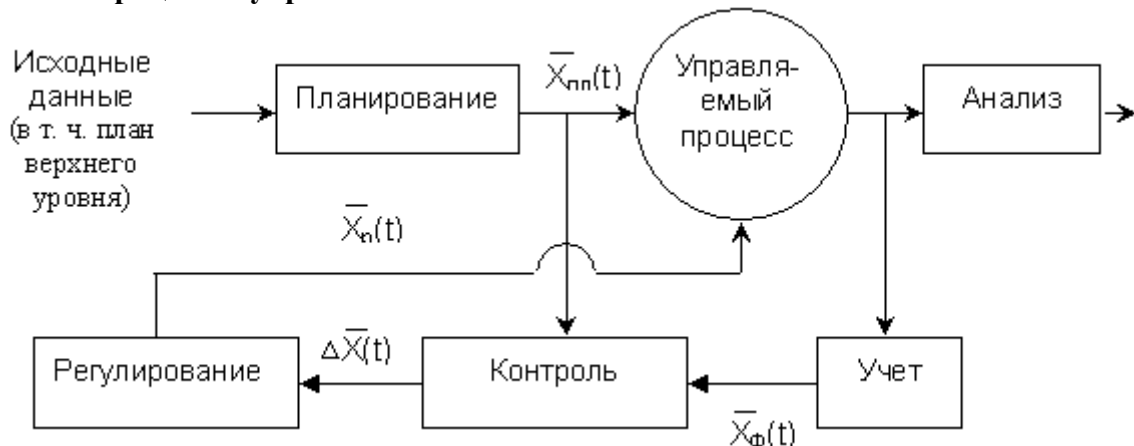 Исходные
данные
(в т. ч. план
верхнего
уровня)
Планирование
X̅пл(t)
Управля-
емый
процесс
Анализ
X̅р(t)
Регулирование
ΔX̅(t)
Контроль
X̅ф(t)
Учет